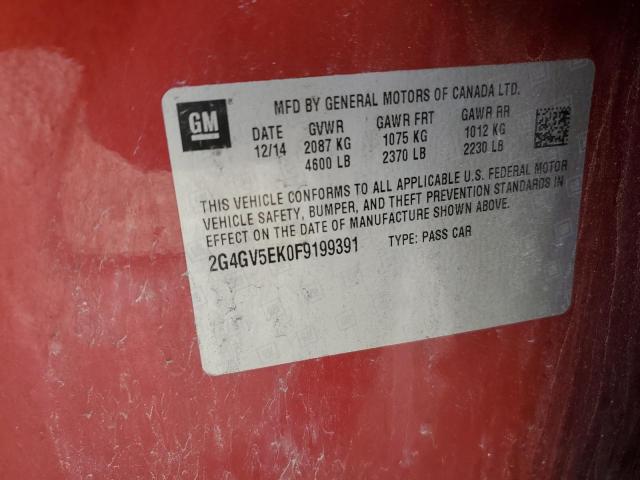 GM
MFD BY GENERAL MOTORS OF CANADA LTD.
DATE GVWR GAWR FRT GAWR RR
12/14 2087 KG 1075 KG 1012 KG
4600 LB 2370 LB 2230 LB
THIS VEHICLE CONFORMS TO ALL APPLICABLE U.S. FEDERAL MOTOR
VEHICLE SAFETY, BUMPER, AND THEFT PREVENTION STANDARDS IN
EFFECT ON THE DATE OF MANUFACTURE SHOWN ABOVE.
2G4GV5EK0F9199391 TYPE: PASS CAR